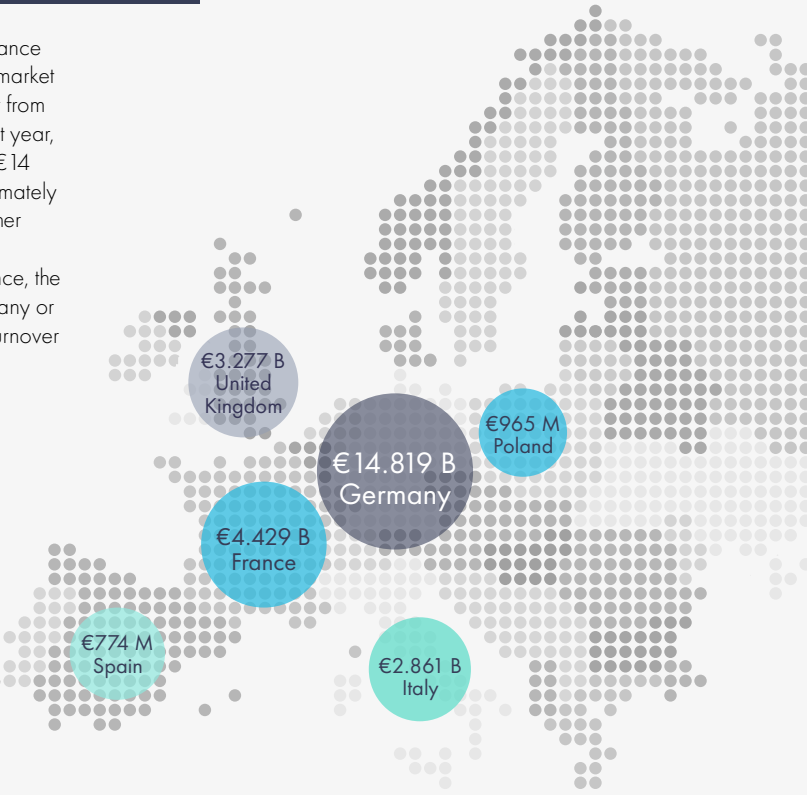 ance
market
from
t year,
€14
mately
her
nce, the
any or
urnover
€3.277 B
United
Kingdom
€14.819 B
Germany
€965 M
Poland
€4.429 B
France
€774 M
Spain
€2.861 B
Italy